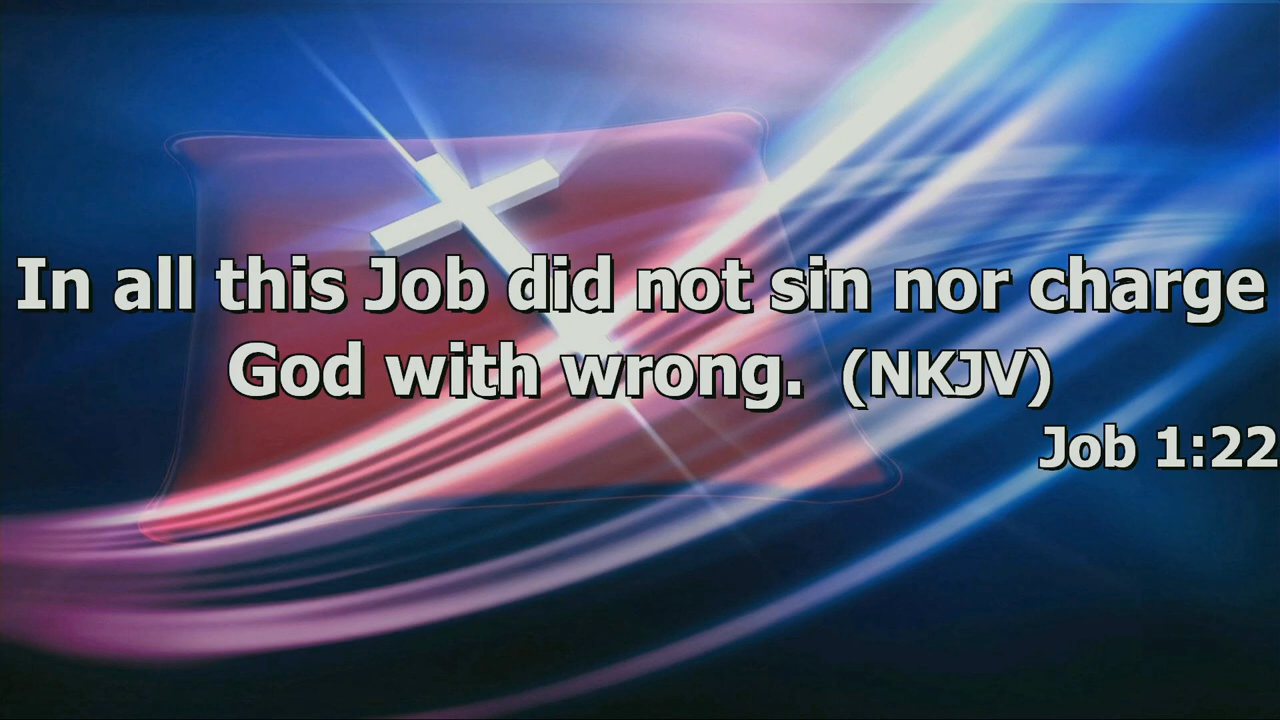 In all this Job did not sin nor charge
God with wrong. (NKJV)
Job 1:22